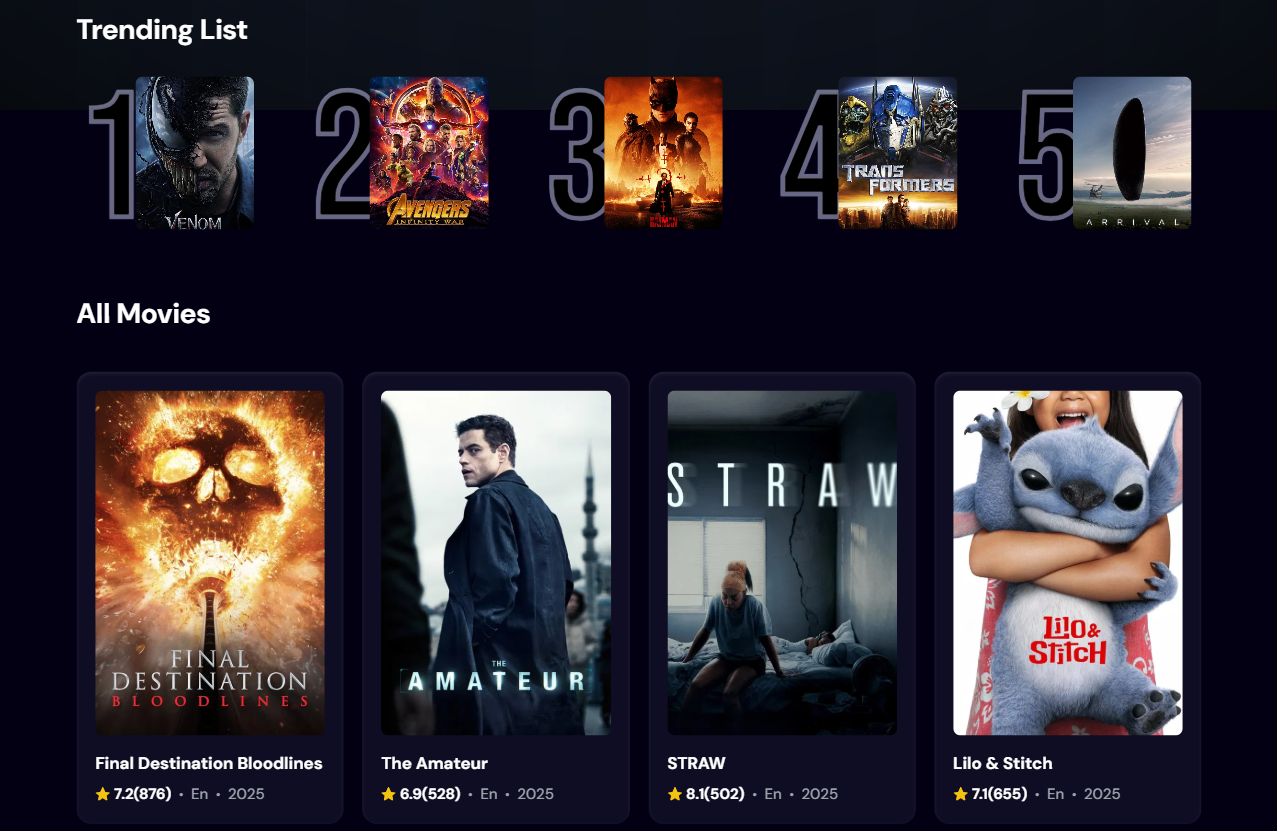 Trending List
1
VENOM
2
AVENGERS
INFINITY WAR
3
4
TRANSFORMERS
5
ARRIVAL
All Movies
FINAL
DESTINATION
BLOODLINES
THE
AMATEUR
STRAW
Lilo &
Stitch
Final Destination Bloodlines
7.2(876) • En • 2025
The Amateur
6.9(528) • En • 2025
STRAW
8.1(502) • En • 2025
Lilo & Stitch
7.1(655) • En • 2025